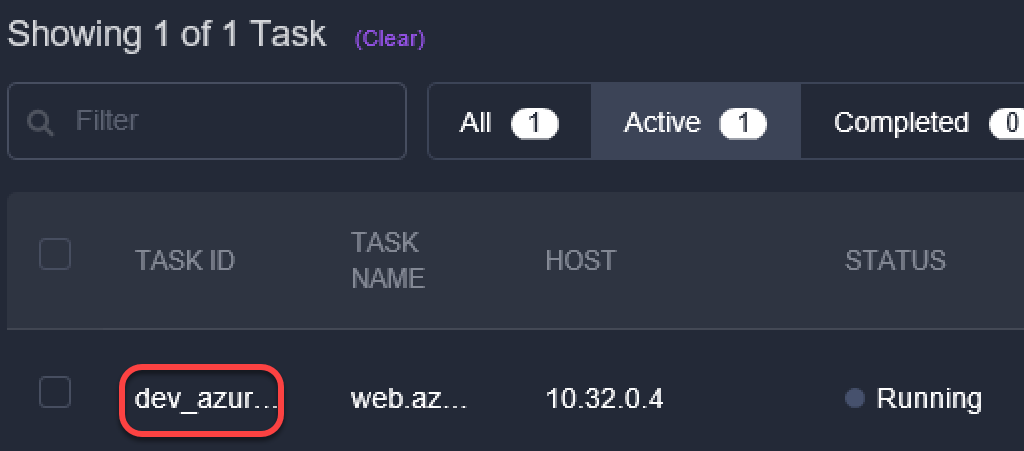 Showing 1 of 1 Task (Clear)
Filter All 1 Active 1 Completed 0
TASK ID TASK NAME HOST STATUS
dev_azur... web.az... 10.32.0.4 Running